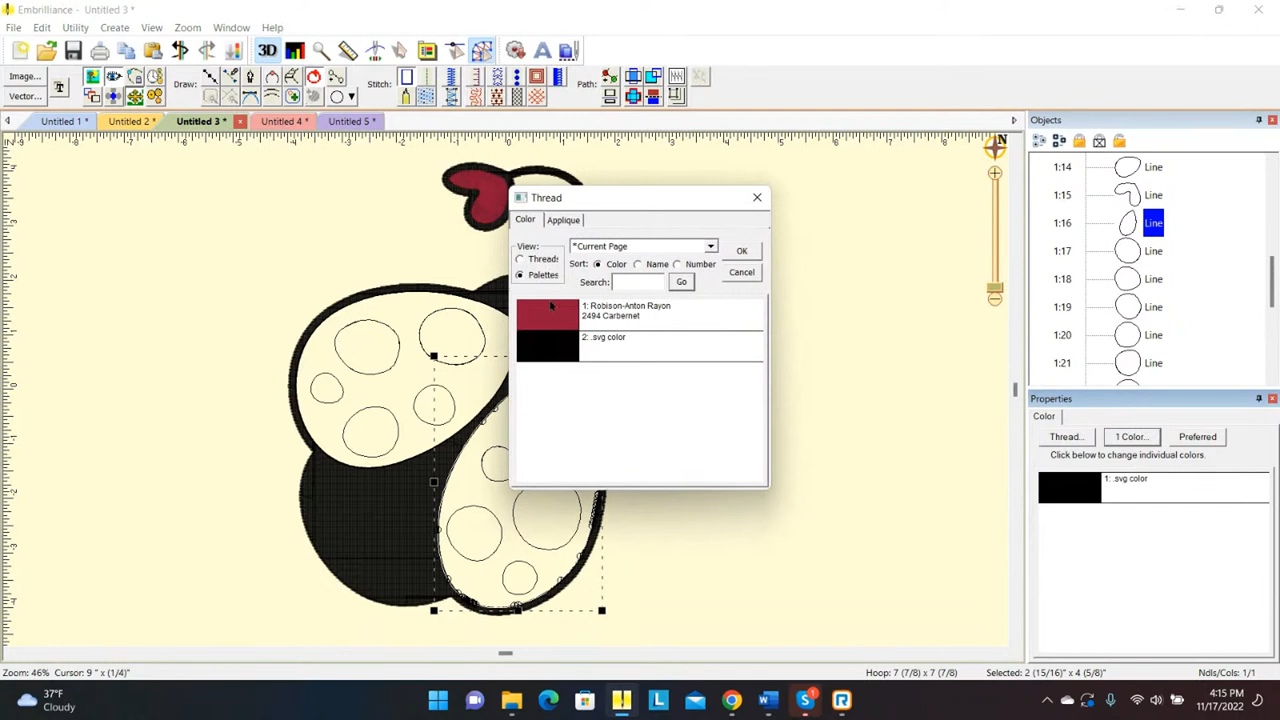 Embrilliance - Untitled 3 *
File Edit Utility Create View Zoom Window Help
3D
Image... Draw: Stitch: Path:
Vector...
Untitled 1 * Untitled 2 * Untitled 3 * Untitled 4 * Untitled 5 *
Objects
1:14 Line
1:15 Line
1:16 Line
1:17 Line
1:18 Line
1:19 Line
1:20 Line
1:21 Line
Thread
Color Applique
View:
Threads
Palettes
*Current Page
Sort: Color Name Number
Search: Go
OK
Cancel
1: Robison-Anton Rayon
2494 Carbernet
2: .svg color
Properties
Color
Thread... 1 Color... Preferred
Click below to change individual colors.
1: .svg color
Zoom: 46% Cursor: 9 " x (1/4)" Hoop: 7 (7/8) x 7 (7/8) Selected: 2 (15/16)" x 4 (5/8)" Ndls/Cols: 1/1
37°F
Cloudy
4:15 PM
11/17/2022